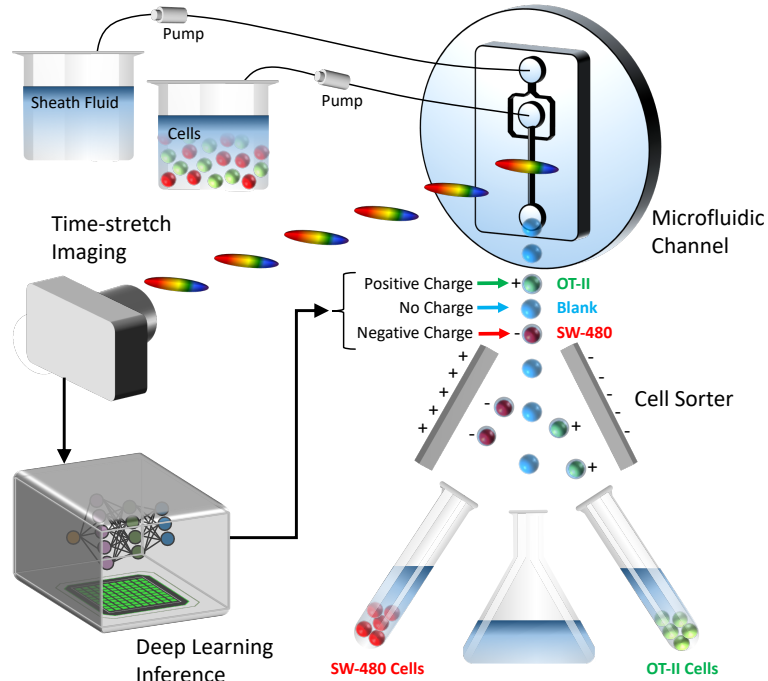 Pump
Sheath Fluid
Pump
Cells
Time-stretch
Imaging
Microfluidic
Channel
Positive Charge + OT-II
No Charge Blank
Negative Charge - SW-480
+ + + + + +
- - - - - -
Cell Sorter
- +
- +
Deep Learning
Inference
SW-480 Cells
OT-II Cells